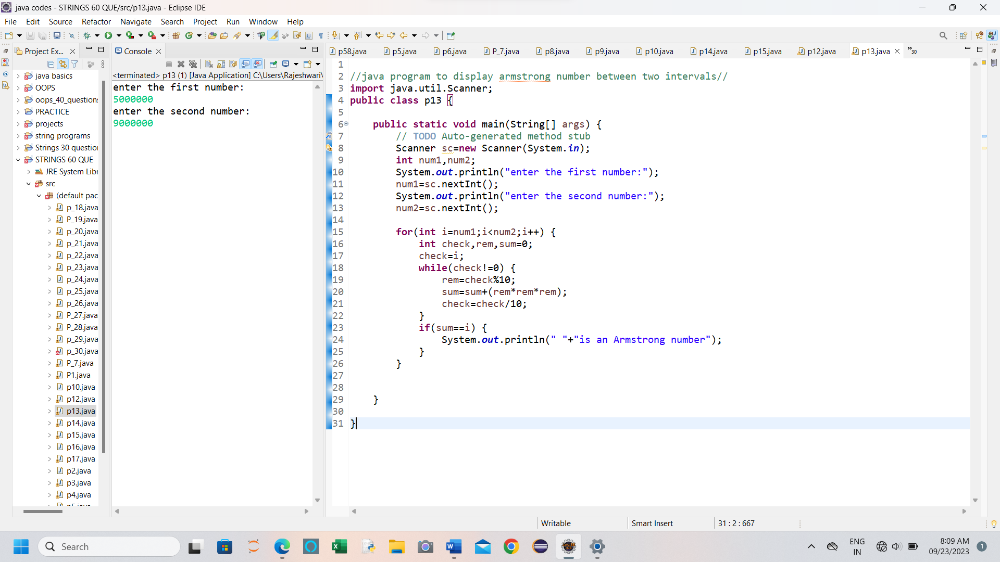 java codes - STRINGS 60 QUE/src/p13.java - Eclipse IDE
File Edit Source Refactor Navigate Search Project Run Window Help
Project Ex...
java basics
OOPS
oops_40_questions
PRACTICE
projects
string programs
Strings 30 question
STRINGS 60 QUE
JRE System Libr
src
(default pac
p_18.java
P_19.java
p_20.java
p_21.java
p_22.java
p_23.java
p_24.java
p_25.java
p_26.java
P_27.java
P_28.java
p_29.java
p_30.java
P_7.java
P1.java
p10.java
p12.java
p13.java
p14.java
p15.java
p16.java
p17.java
p2.java
p3.java
p4.java
Console
<terminated> p13 (1) [Java Application] C:\Users\Rajeshwari\
enter the first number:
5000000
enter the second number:
9000000
p58.java p5.java p6.java P_7.java p8.java p9.java p10.java p14.java p15.java p12.java p13.java »30
1
2 //java program to display armstrong number between two intervals//
3 import java.util.Scanner;
4 public class p13 {
5
6 public static void main(String[] args) {
7 // TODO Auto-generated method stub
8 Scanner sc=new Scanner(System.in);
9 int num1,num2;
10 System.out.println("enter the first number:");
11 num1=sc.nextInt();
12 System.out.println("enter the second number:");
13 num2=sc.nextInt();
14
15 for(int i=num1;i<num2;i++) {
16 int check,rem,sum=0;
17 check=i;
18 while(check!=0) {
19 rem=check%10;
20 sum=sum+(rem*rem*rem);
21 check=check/10;
22 }
23 if(sum==i) {
24 System.out.println(" "+"is an Armstrong number");
25 }
26 }
27
28
29 }
30
31 }
Writable Smart Insert 31 : 2 : 667
Search
ENG
IN
8:09 AM
09/23/2023
1